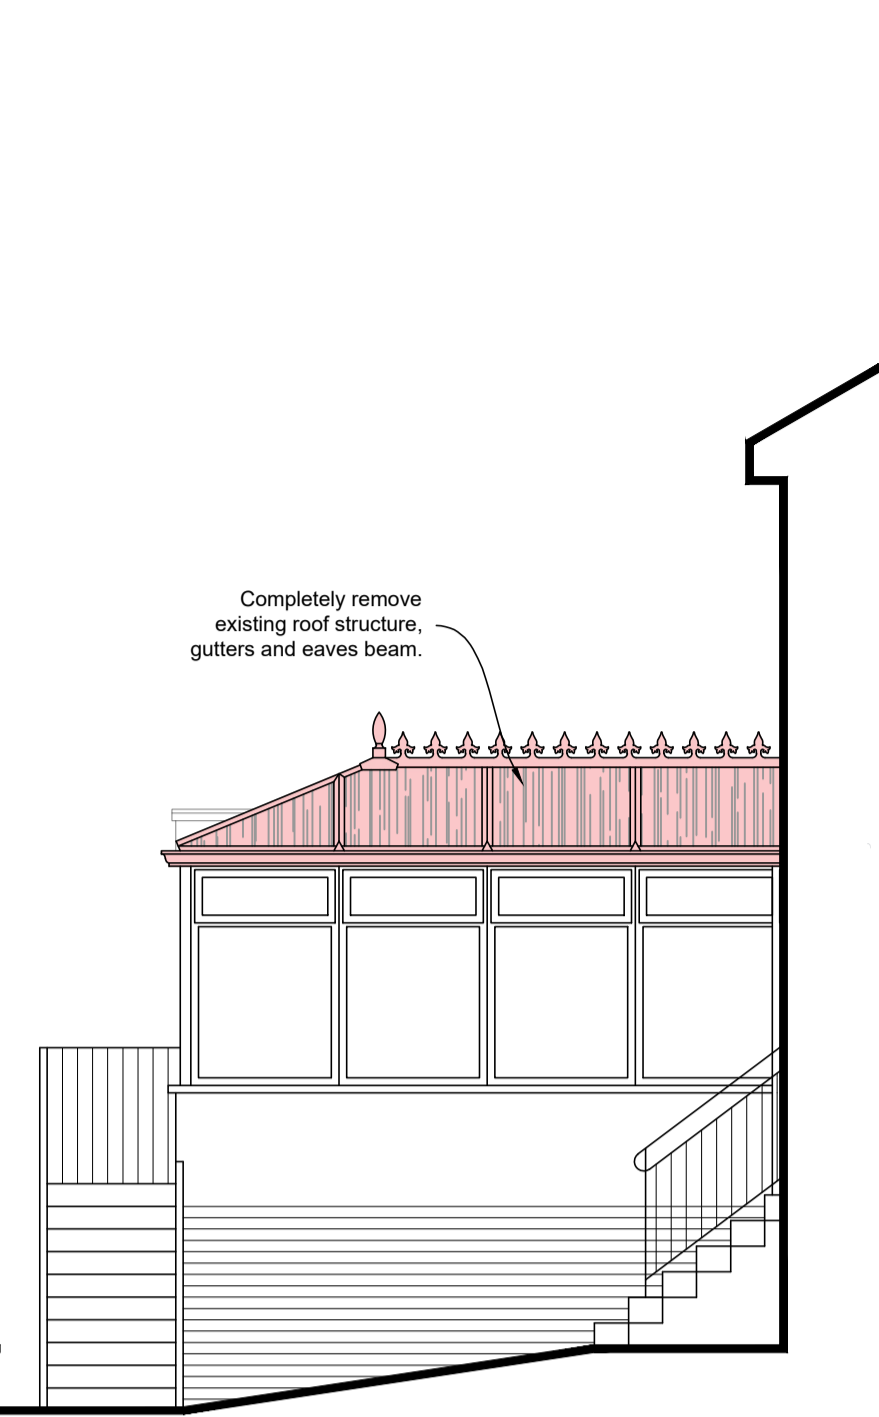 Completely remove
existing roof structure,
gutters and eaves beam.